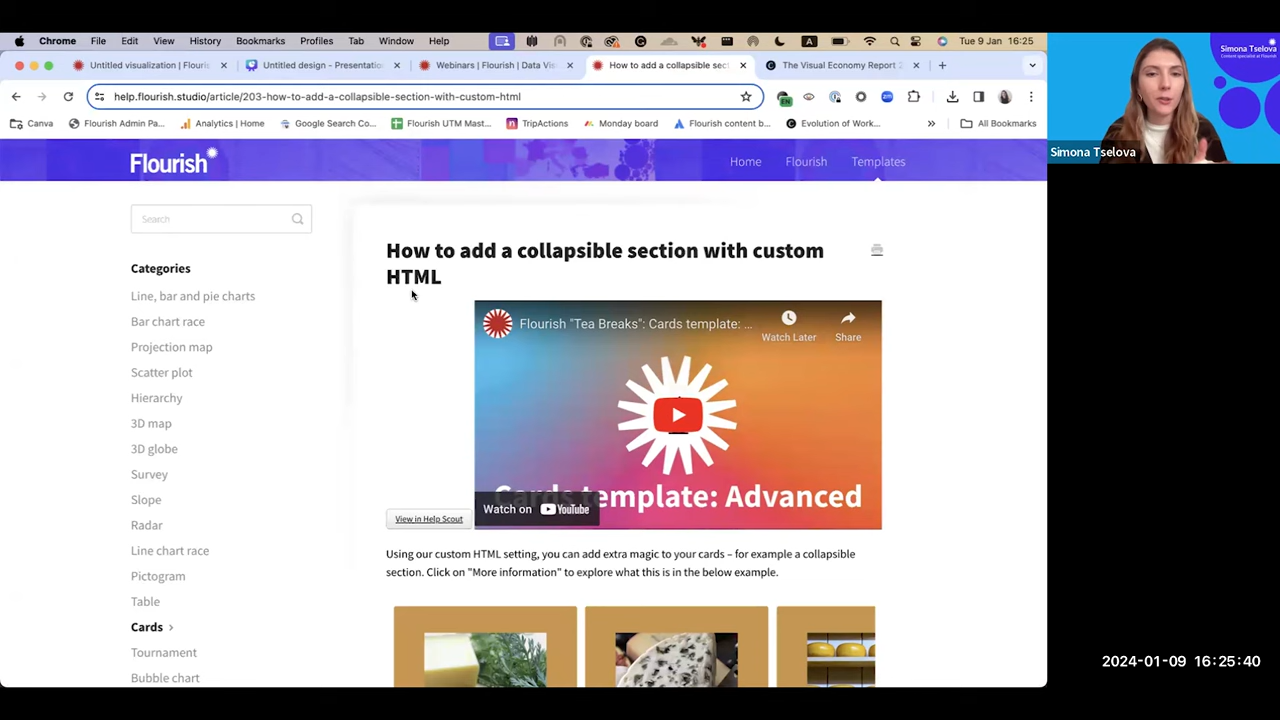 Chrome File Edit View History Bookmarks Profiles Tab Window Help A Tue 9 Jan 16:25
Untitled visualization | Flouris Untitled design - Presentatio Webinars | Flourish | Data Vis How to add a collapsible sect The Visual Economy Report 2
help.flourish.studio/article/203-how-to-add-a-collapsible-section-with-custom-html
Canva Flourish Admin Pa... Analytics | Home Google Search Co... Flourish UTM Mast... TripActions Monday board Flourish content b... Evolution of Work... All Bookmarks
Flourish
Home Flourish Templates
Search
Categories
Line, bar and pie charts
Bar chart race
Projection map
Scatter plot
Hierarchy
3D map
3D globe
Survey
Slope
Radar
Line chart race
Pictogram
Table
Cards
Tournament
Bubble chart
How to add a collapsible section with custom
HTML
Flourish "Tea Breaks": Cards template: ...
Watch Later Share
Cards template: Advanced
Watch on YouTube
View in Help Scout
Using our custom HTML setting, you can add extra magic to your cards – for example a collapsible
section. Click on "More information" to explore what this is in the below example.
Simona Tselova
Content specialist at Flourish
Simona Tselova
2024-01-09 16:25:40